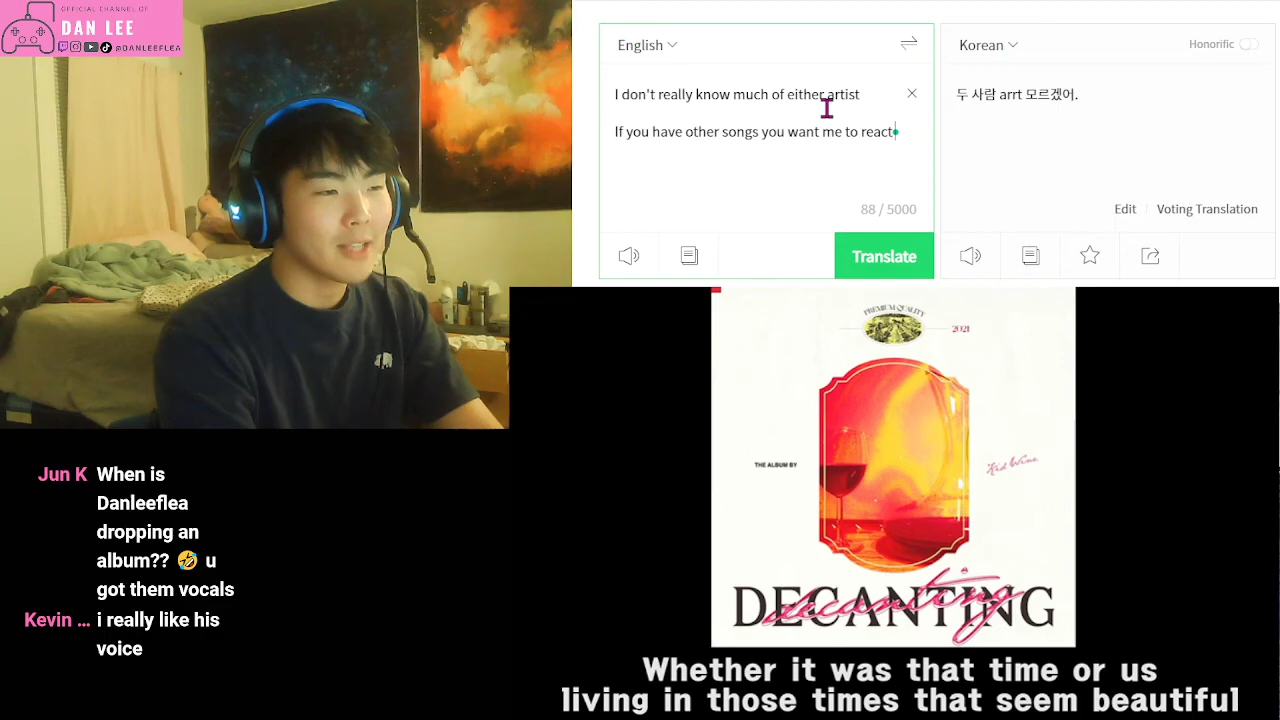 OFFICIAL CHANNEL OF
DAN LEE
@DANLEEFLEA
English
Korean
Honorific
I don't really know much of either artist
If you have other songs you want me to react
88 / 5000
Translate
두 사람 arrt 모르겠어.
Edit
Voting Translation
PREMIUM QUALITY
2021
THE ALBUM BY
Red Wine
DECANTING
decanting
Jun K When is
Danleeflea
dropping an
album?? 🤣 u
got them vocals
Kevin ... i really like his
voice
Whether it was that time or us
living in those times that seem beautiful